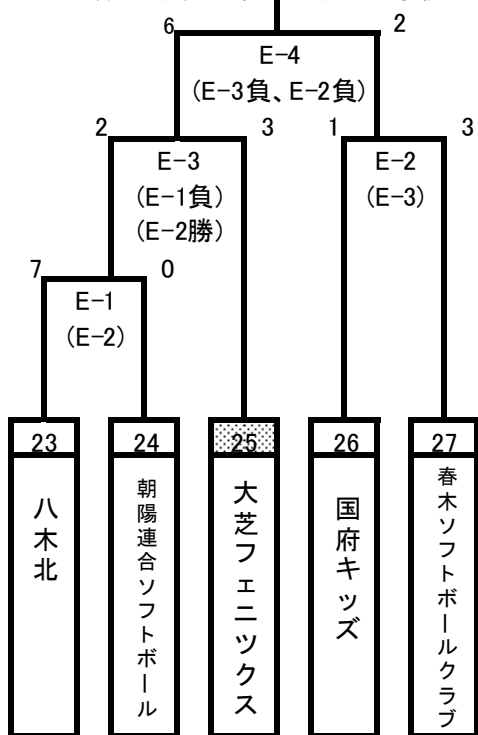 6 2
E-4
(E-3負、E-2負)
2 3 1 3
E-3 E-2
(E-1負) (E-3)
(E-2勝)
7 0
E-1
(E-2)
23 24 25 26 27
八木北
朝陽連合ソフトボール
大芝フェニツクス
国府キッズ
春木ソフトボールクラブ